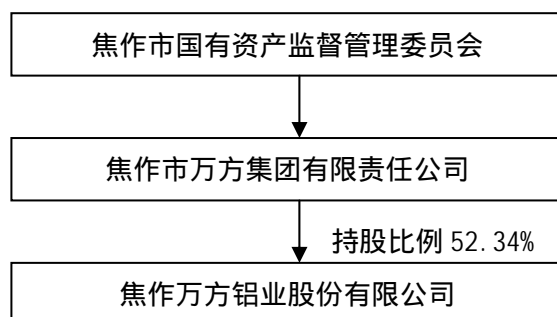 焦作市国有资产监督管理委员会
焦作市万方集团有限责任公司
持股比例 52.34%
焦作万方铝业股份有限公司